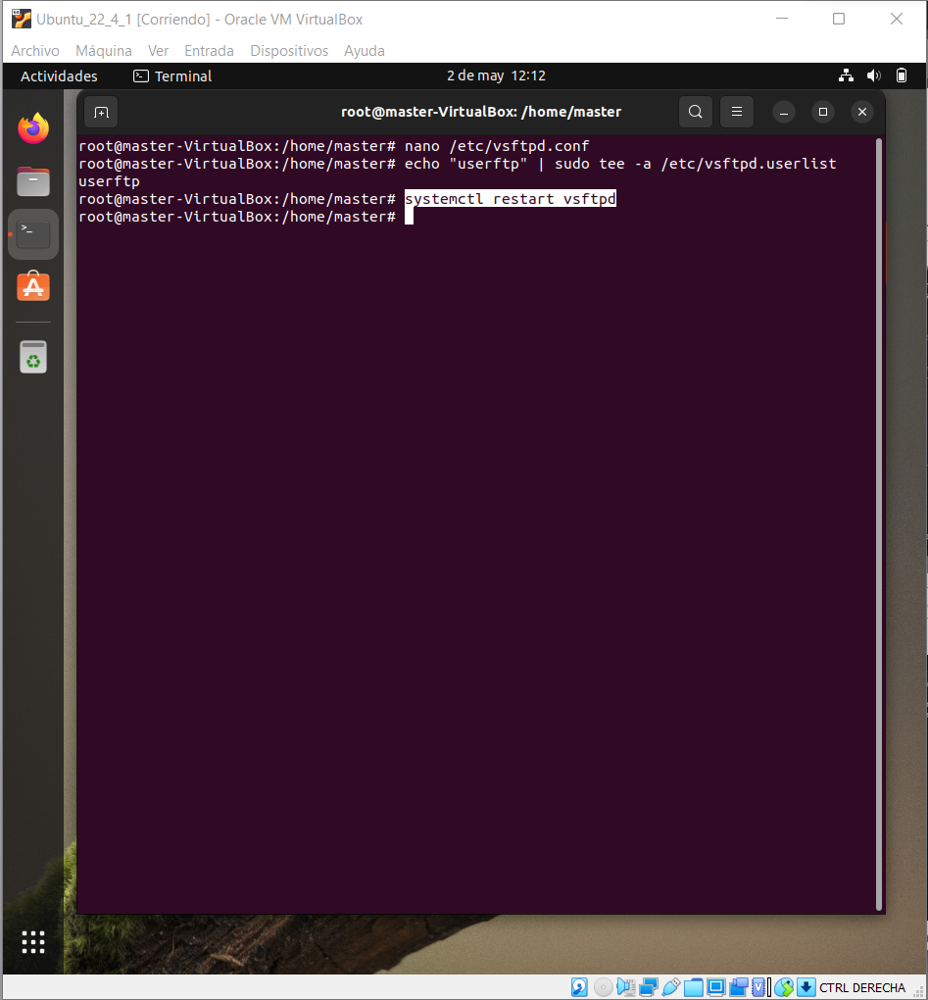 Ubuntu_22_4_1 [Corriendo] - Oracle VM VirtualBox
Archivo Máquina Ver Entrada Dispositivos Ayuda
Actividades Terminal 2 de may 12:12
root@master-VirtualBox: /home/master
root@master-VirtualBox:/home/master# nano /etc/vsftpd.conf
root@master-VirtualBox:/home/master# echo "userftp" | sudo tee -a /etc/vsftpd.userlist
userftp
root@master-VirtualBox:/home/master# systemctl restart vsftpd
root@master-VirtualBox:/home/master#
CTRL DERECHA